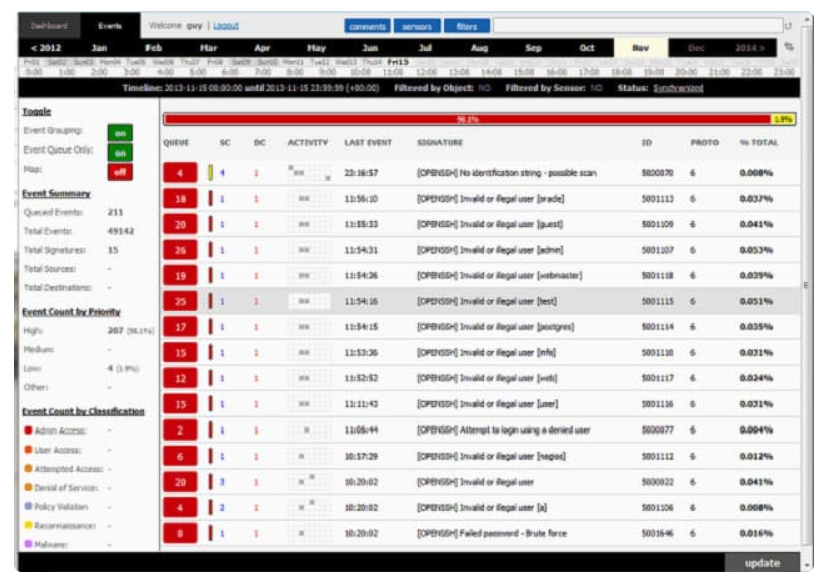 Dashboard Events Welcome guy | Logout comments sensors filters
< 2012 Jan Feb Mar Apr May Jun Jul Aug Sep Oct Nov Dec 2014 >
Fri01 Sat02 Sun03 Mon04 Tue05 Wed06 Thu07 Fri08 Sat09 Sun10 Mon11 Tue12 Wed13 Thu14 Fri15
0:00 1:00 2:00 3:00 4:00 5:00 6:00 7:00 8:00 9:00 10:00 11:00 12:00 13:00 14:00 15:00 16:00 17:00 18:00 19:00 20:00 21:00 22:00 23:00
Timeline: 2013-11-15 00:00:00 until 2013-11-15 23:59:59 (+00:00) Filtered by Object: NO Filtered by Sensor: NO Status: Synchronized
Toggle
Event Grouping: on
Event Queue Only: on
Map: off
Event Summary
Queued Events: 211
Total Events: 49142
Total Signatures: 15
Total Sources: -
Total Destinations: -
Event Count by Priority
High: 207 (98.1%)
Medium: -
Low: 4 (1.9%)
Other: -
Event Count by Classification
Admin Access: -
User Access: -
Attempted Access: -
Denial of Service: -
Policy Violation -
Reconnaissance: -
Malware: -
98.1% 1.9%
QUEUE SC DC ACTIVITY LAST EVENT SIGNATURE ID PROTO % TOTAL
4 4 1 23:16:57 [OPENSSH] No identification string - possible scan 5000070 6 0.008%
18 1 1 11:56:10 [OPENSSH] Invalid or illegal user [oracle] 5001113 6 0.037%
20 1 1 11:55:33 [OPENSSH] Invalid or illegal user [guest] 5001109 6 0.041%
26 1 1 11:54:31 [OPENSSH] Invalid or illegal user [admin] 5001107 6 0.053%
19 1 1 11:54:26 [OPENSSH] Invalid or illegal user [webmaster] 5001118 6 0.039%
25 1 1 11:54:16 [OPENSSH] Invalid or illegal user [test] 5001115 6 0.051%
17 1 1 11:54:15 [OPENSSH] Invalid or illegal user [postgres] 5001114 6 0.035%
15 1 1 11:53:36 [OPENSSH] Invalid or illegal user [info] 5001110 6 0.031%
12 1 1 11:52:52 [OPENSSH] Invalid or illegal user [web] 5001117 6 0.024%
15 1 1 11:11:43 [OPENSSH] Invalid or illegal user [user] 5001116 6 0.031%
2 1 1 11:06:44 [OPENSSH] Attempt to login using a denied user 5000077 6 0.004%
6 1 1 10:57:29 [OPENSSH] Invalid or illegal user [nagios] 5001112 6 0.012%
20 3 1 10:20:02 [OPENSSH] Invalid or illegal user 5000022 6 0.041%
4 2 1 10:20:02 [OPENSSH] Invalid or illegal user [a] 5001106 6 0.008%
8 1 1 10:20:02 [OPENSSH] Failed password - Brute force 5001646 6 0.016%
update